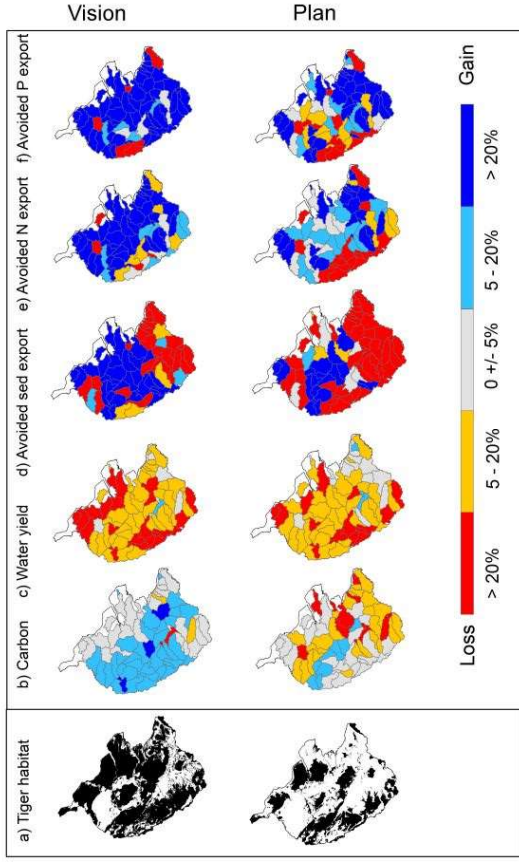 Vision
Plan
a) Tiger habitat
b) Carbon
c) Water yield
d) Avoided sed export
e) Avoided N export
f) Avoided P export
Loss
Gain
> 20%
5 - 20%
0 +/- 5%
5 - 20%
> 20%